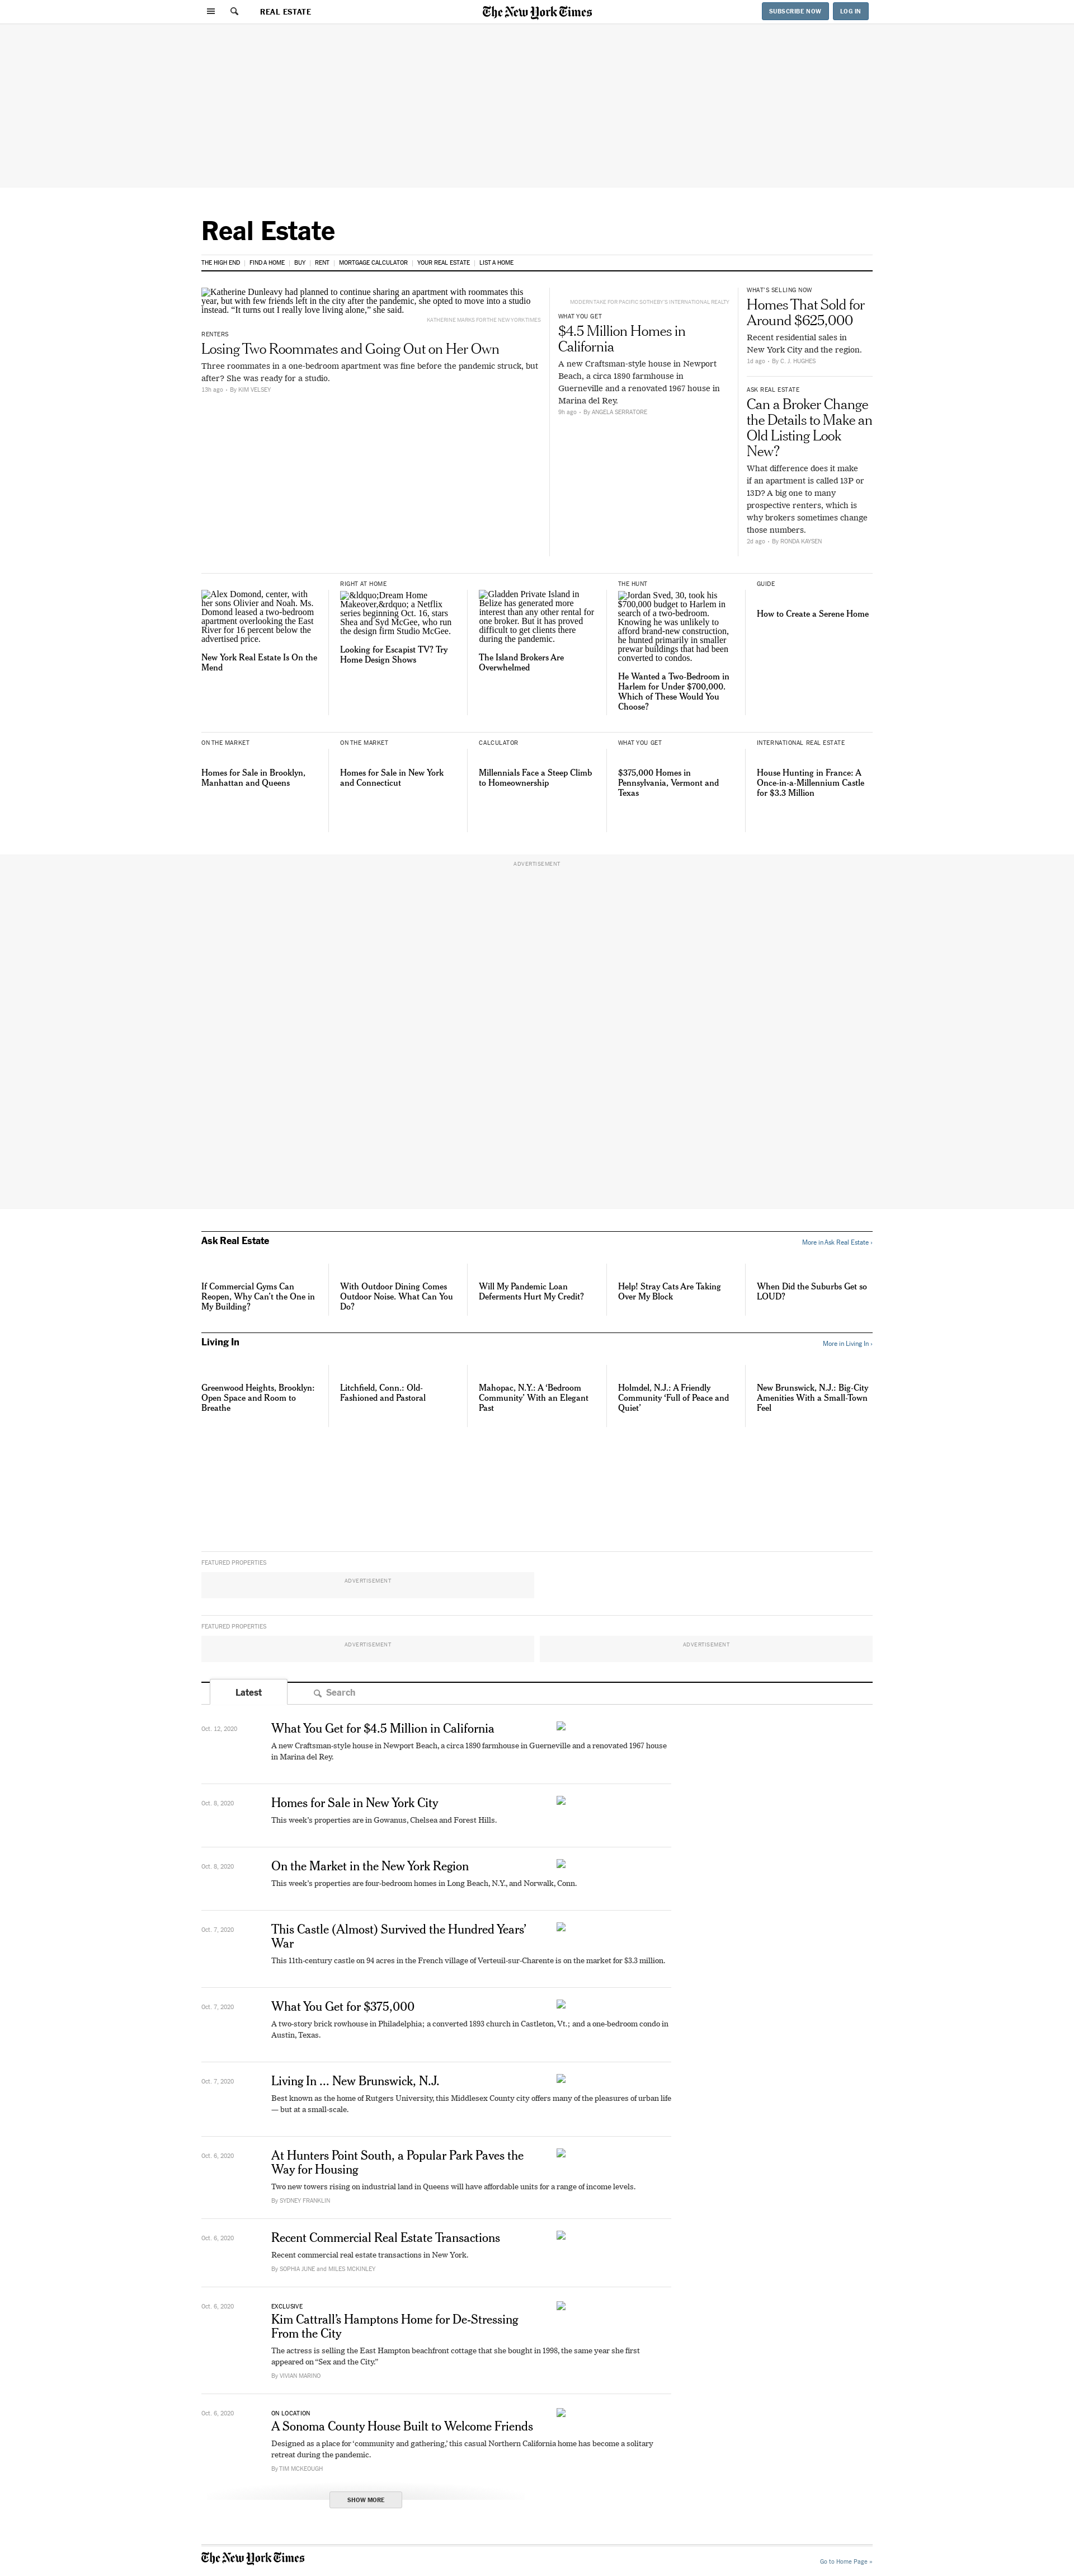 REAL ESTATE
The New York Times
SUBSCRIBE NOW
LOG IN
Real Estate
THE HIGH END
FIND A HOME
BUY
RENT
MORTGAGE CALCULATOR
YOUR REAL ESTATE
LIST A HOME
Katherine Dunleavy had planned to continue sharing an apartment with roommates this
year, but with few friends left in the city after the pandemic, she opted to move into a studio
instead. “It turns out I really love living alone,” she said.
KATHERINE MARKS FOR THE NEW YORK TIMES
RENTERS
Losing Two Roommates and Going Out on Her Own
Three roommates in a one-bedroom apartment was fine before the pandemic struck, but
after? She was ready for a studio.
13h ago • By KIM VELSEY
MODERN TAKE FOR PACIFIC SOTHEBY'S INTERNATIONAL REALTY
WHAT YOU GET
$4.5 Million Homes in
California
A new Craftsman-style house in Newport
Beach, a circa 1890 farmhouse in
Guerneville and a renovated 1967 house in
Marina del Rey.
9h ago • By ANGELA SERRATORE
WHAT'S SELLING NOW
Homes That Sold for
Around $625,000
Recent residential sales in
New York City and the region.
1d ago • By C. J. HUGHES
ASK REAL ESTATE
Can a Broker Change
the Details to Make an
Old Listing Look
New?
What difference does it make
if an apartment is called 13P or
13D? A big one to many
prospective renters, which is
why brokers sometimes change
those numbers.
2d ago • By RONDA KAYSEN
Alex Domond, center, with
her sons Olivier and Noah. Ms.
Domond leased a two-bedroom
apartment overlooking the East
River for 16 percent below the
advertised price.
New York Real Estate Is On the
Mend
RIGHT AT HOME
&ldquo;Dream Home
Makeover,&rdquo; a Netflix
series beginning Oct. 16, stars
Shea and Syd McGee, who run
the design firm Studio McGee.
Looking for Escapist TV? Try
Home Design Shows
Gladden Private Island in
Belize has generated more
interest than any other rental for
one broker. But it has proved
difficult to get clients there
during the pandemic.
The Island Brokers Are
Overwhelmed
THE HUNT
Jordan Sved, 30, took his
$700,000 budget to Harlem in
search of a two-bedroom.
Knowing he was unlikely to
afford brand-new construction,
he hunted primarily in smaller
prewar buildings that had been
converted to condos.
He Wanted a Two-Bedroom in
Harlem for Under $700,000.
Which of These Would You
Choose?
GUIDE
How to Create a Serene Home
ON THE MARKET
Homes for Sale in Brooklyn,
Manhattan and Queens
ON THE MARKET
Homes for Sale in New York
and Connecticut
CALCULATOR
Millennials Face a Steep Climb
to Homeownership
WHAT YOU GET
$375,000 Homes in
Pennsylvania, Vermont and
Texas
INTERNATIONAL REAL ESTATE
House Hunting in France: A
Once-in-a-Millennium Castle
for $3.3 Million
ADVERTISEMENT
Ask Real Estate
More in Ask Real Estate ›
If Commercial Gyms Can
Reopen, Why Can’t the One in
My Building?
With Outdoor Dining Comes
Outdoor Noise. What Can You
Do?
Will My Pandemic Loan
Deferments Hurt My Credit?
Help! Stray Cats Are Taking
Over My Block
When Did the Suburbs Get so
LOUD?
Living In
More in Living In ›
Greenwood Heights, Brooklyn:
Open Space and Room to
Breathe
Litchfield, Conn.: Old-
Fashioned and Pastoral
Mahopac, N.Y.: A ‘Bedroom
Community’ With an Elegant
Past
Holmdel, N.J.: A Friendly
Community ‘Full of Peace and
Quiet’
New Brunswick, N.J.: Big-City
Amenities With a Small-Town
Feel
FEATURED PROPERTIES
ADVERTISEMENT
FEATURED PROPERTIES
ADVERTISEMENT
ADVERTISEMENT
Latest
Search
Oct. 12, 2020
What You Get for $4.5 Million in California
A new Craftsman-style house in Newport Beach, a circa 1890 farmhouse in Guerneville and a renovated 1967 house
in Marina del Rey.
Oct. 8, 2020
Homes for Sale in New York City
This week’s properties are in Gowanus, Chelsea and Forest Hills.
Oct. 8, 2020
On the Market in the New York Region
This week’s properties are four-bedroom homes in Long Beach, N.Y., and Norwalk, Conn.
Oct. 7, 2020
This Castle (Almost) Survived the Hundred Years’
War
This 11th-century castle on 94 acres in the French village of Verteuil-sur-Charente is on the market for $3.3 million.
Oct. 7, 2020
What You Get for $375,000
A two-story brick rowhouse in Philadelphia; a converted 1893 church in Castleton, Vt.; and a one-bedroom condo in
Austin, Texas.
Oct. 7, 2020
Living In ... New Brunswick, N.J.
Best known as the home of Rutgers University, this Middlesex County city offers many of the pleasures of urban life
— but at a small-scale.
Oct. 6, 2020
At Hunters Point South, a Popular Park Paves the
Way for Housing
Two new towers rising on industrial land in Queens will have affordable units for a range of income levels.
By SYDNEY FRANKLIN
Oct. 6, 2020
Recent Commercial Real Estate Transactions
Recent commercial real estate transactions in New York.
By SOPHIA JUNE and MILES MCKINLEY
Oct. 6, 2020
EXCLUSIVE
Kim Cattrall’s Hamptons Home for De-Stressing
From the City
The actress is selling the East Hampton beachfront cottage that she bought in 1998, the same year she first
appeared on “Sex and the City.”
By VIVIAN MARINO
Oct. 6, 2020
ON LOCATION
A Sonoma County House Built to Welcome Friends
Designed as a place for ‘community and gathering,’ this casual Northern California home has become a solitary
retreat during the pandemic.
By TIM MCKEOUGH
SHOW MORE
The New York Times
Go to Home Page »